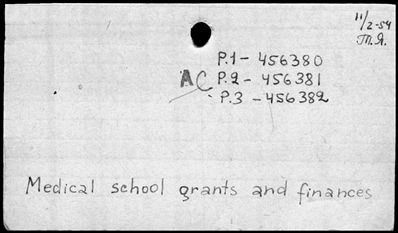 11/2-54
Т.Я.
P.1 - 456380
AC P.2 - 456381
P.3 - 456382
Medical school grants and finances